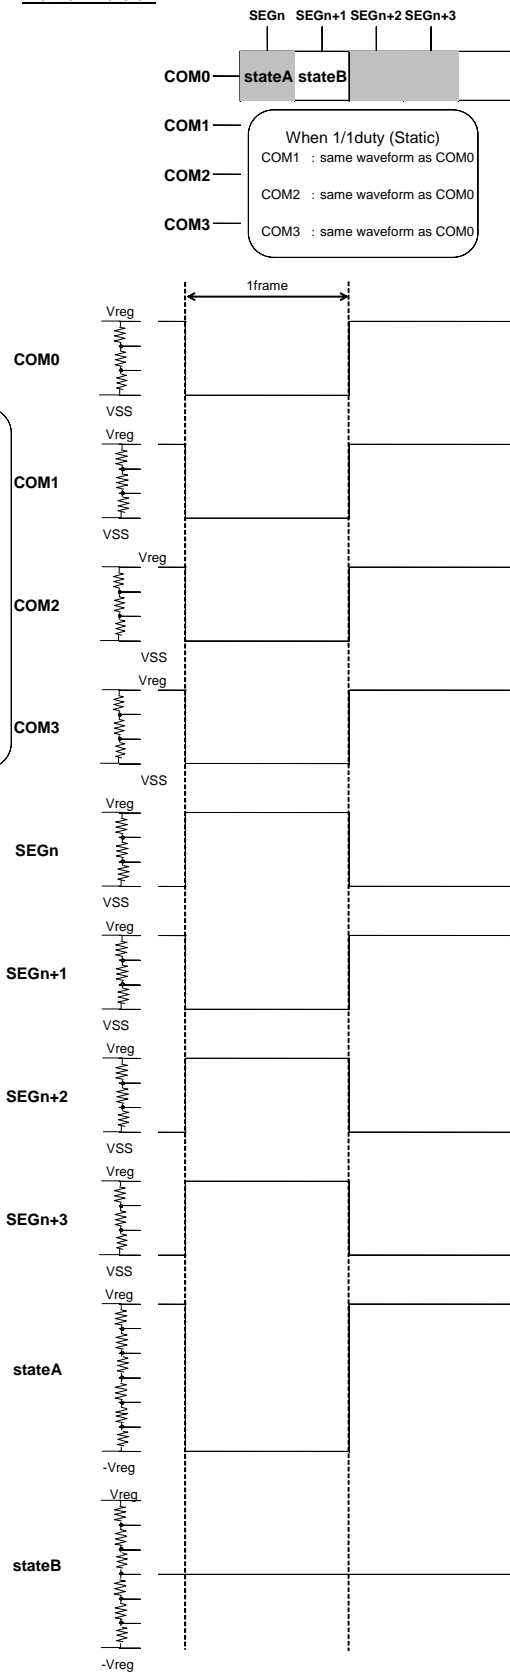 SEGn SEGn+1 SEGn+2 SEGn+3
COM0 stateA stateB
COM1
COM2
COM3
When 1/1duty (Static)
COM1 : same waveform as COM0
COM2 : same waveform as COM0
COM3 : same waveform as COM0
1frame
Vreg
COM0
VSS
Vreg
COM1
VSS
Vreg
COM2
VSS
Vreg
COM3
VSS
Vreg
SEGn
VSS
Vreg
SEGn+1
VSS
Vreg
SEGn+2
VSS
Vreg
SEGn+3
VSS
Vreg
stateA
-Vreg
Vreg
stateB
-Vreg